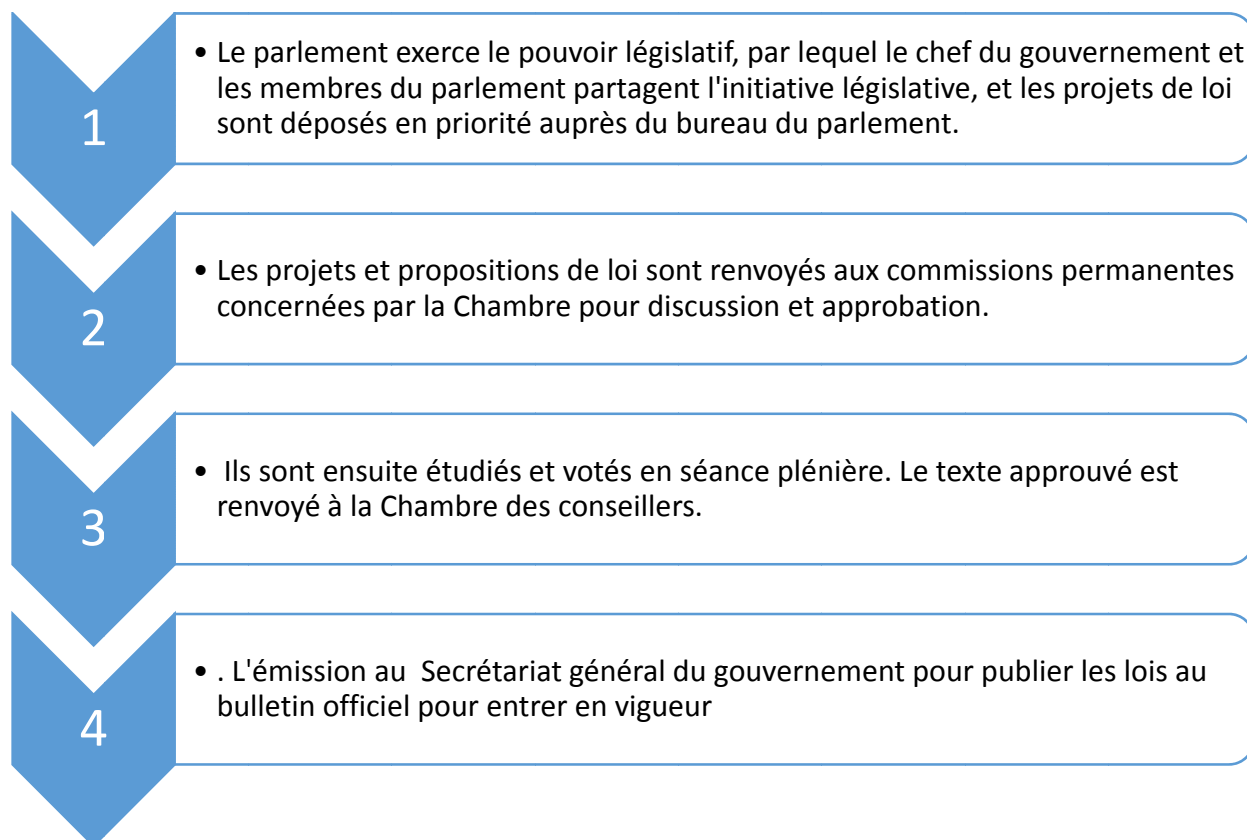 1
• Le parlement exerce le pouvoir législatif, par lequel le chef du gouvernement et
les membres du parlement partagent l'initiative législative, et les projets de loi
sont déposés en priorité auprès du bureau du parlement.
2
• Les projets et propositions de loi sont renvoyés aux commissions permanentes
concernées par la Chambre pour discussion et approbation.
3
• Ils sont ensuite étudiés et votés en séance plénière. Le texte approuvé est
renvoyé à la Chambre des conseillers.
4
• . L'émission au  Secrétariat général du gouvernement pour publier les lois au
bulletin officiel pour entrer en vigueur